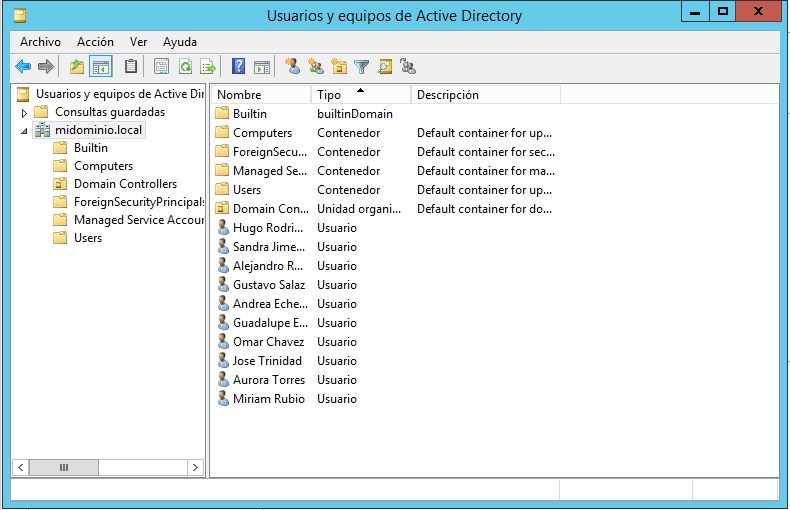 Usuarios y equipos de Active Directory
X
Archivo Acción Ver Ayuda
Usuarios y equipos de Active Dir
Consultas guardadas
midominio.local
Builtin
Computers
Domain Controllers
ForeignSecurityPrincipals
Managed Service Accour
Users
Nombre Tipo Descripción
Builtin builtinDomain
Computers Contenedor Default container for up...
ForeignSecu... Contenedor Default container for sec...
Managed Se... Contenedor Default container for ma...
Users Contenedor Default container for up...
Domain Con... Unidad organi... Default container for do...
Hugo Rodri... Usuario
Sandra Jime... Usuario
Alejandro R... Usuario
Gustavo Salaz Usuario
Andrea Eche... Usuario
Guadalupe E... Usuario
Omar Chavez Usuario
Jose Trinidad Usuario
Aurora Torres Usuario
Miriam Rubio Usuario